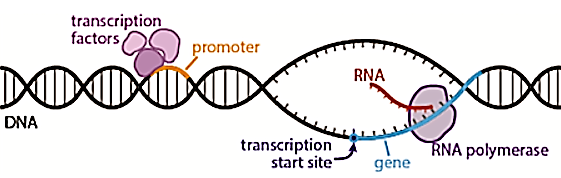 transcription
factors
promoter
RNA
DNA
transcription
start site
gene
RNA polymerase